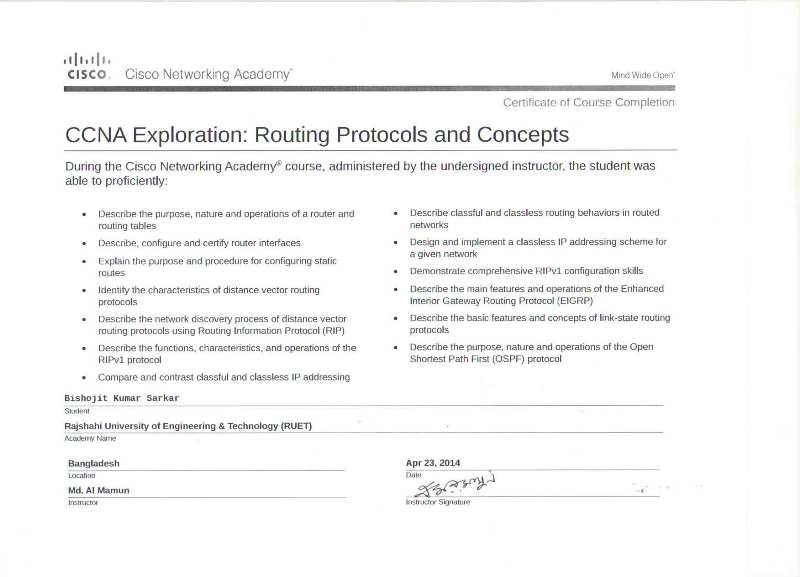 CISCO. Cisco Networking Academy® Mind Wide Open®
Certificate of Course Completion
CCNA Exploration: Routing Protocols and Concepts
During the Cisco Networking Academy® course, administered by the undersigned instructor, the student was
able to proficiently:
• Describe the purpose, nature and operations of a router and
routing tables
• Describe, configure and certify router interfaces
• Explain the purpose and procedure for configuring static
routes
• Identify the characteristics of distance vector routing
protocols
• Describe the network discovery process of distance vector
routing protocols using Routing Information Protocol (RIP)
• Describe the functions, characteristics, and operations of the
RIPv1 protocol
• Compare and contrast classful and classless IP addressing
• Describe classful and classless routing behaviors in routed
networks
• Design and implement a classless IP addressing scheme for
a given network
• Demonstrate comprehensive RIPv1 configuration skills
• Describe the main features and operations of the Enhanced
Interior Gateway Routing Protocol (EIGRP)
• Describe the basic features and concepts of link-state routing
protocols
• Describe the purpose, nature and operations of the Open
Shortest Path First (OSPF) protocol
Bishojit Kumar Sarkar
Student
Rajshahi University of Engineering & Technology (RUET)
Academy Name
Bangladesh
Location
Md. Al Mamun
Instructor
Apr 23, 2014
Date
Instructor Signature